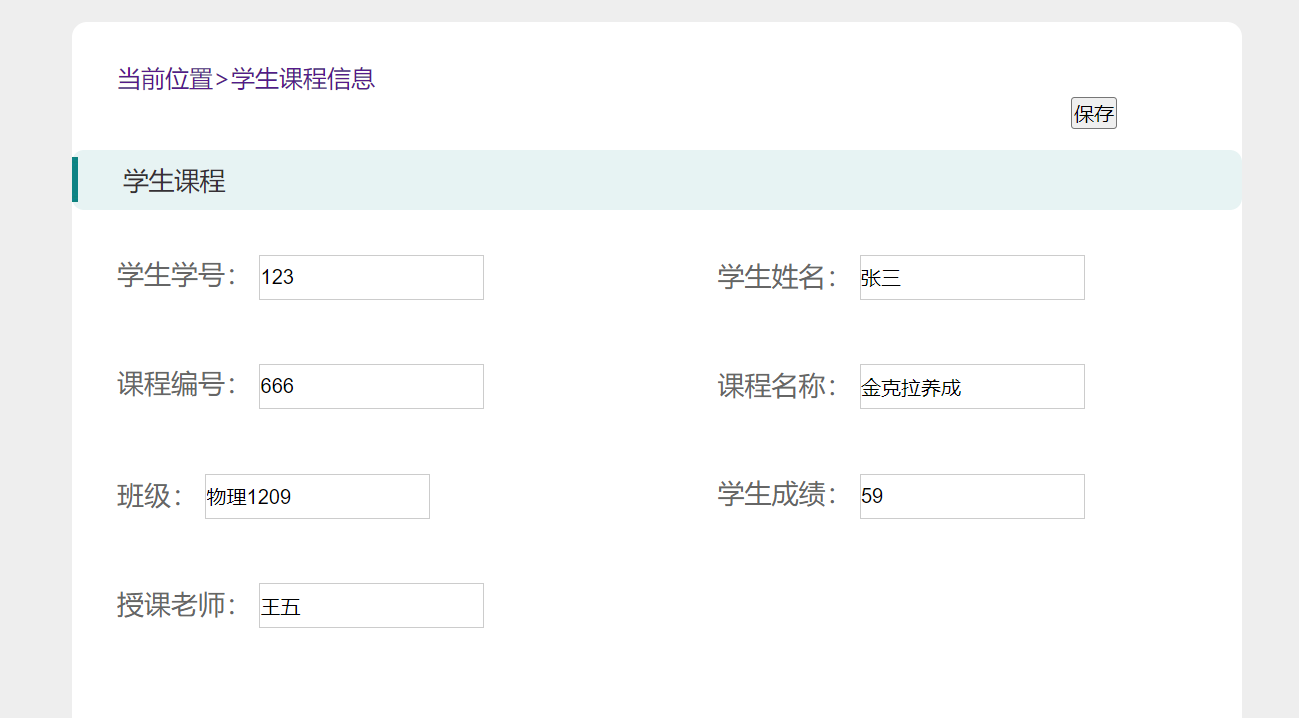 当前位置>学生课程信息
保存
学生课程
学生学号： 123 学生姓名： 张三
课程编号： 666 课程名称： 金克拉养成
班级： 物理1209 学生成绩： 59
授课老师： 王五